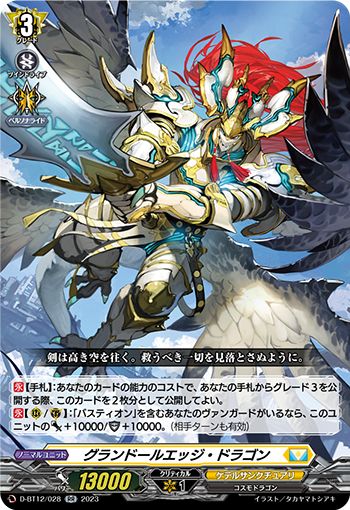 3
グレード
ツインドライブ
ペルソナライド
剣は高き空を往く。救うべき一切を見落とさぬように。
永【手札】:あなたのカードの能力のコストで、あなたの手札からグレード3を公
開する際、このカードを2枚分として公開してよい。
永【Ⓥ/Ⓡ】:「バスティオン」を含むあなたのヴァンガードがいるなら、このユ
ニットの+10000/+10000。(相手ターンも有効)
ノーマルユニット
グランドールエッジ・ドラゴン
パワー 13000
クリティカル
1
ケテルサンクチュアリ
コスモドラゴン
D-BT12/028 RR 2023
イラスト/タカヤマトシアキ